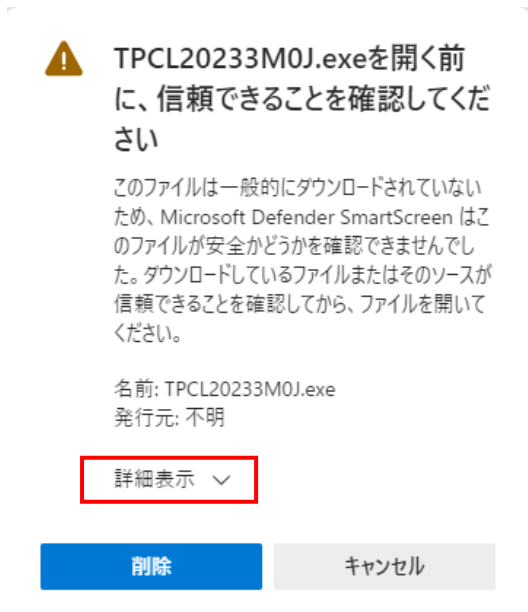 TPCL20233M0J.exeを開く前
に、信頼できることを確認してくだ
さい
このファイルは一般的にダウンロードされていない
ため、Microsoft Defender SmartScreen はこ
のファイルが安全かどうかを確認できませんでし
た。ダウンロードしているファイルまたはそのソースが
信頼できることを確認してから、ファイルを開いて
ください。
名前: TPCL20233M0J.exe
発行元: 不明
詳細表示
削除
キャンセル